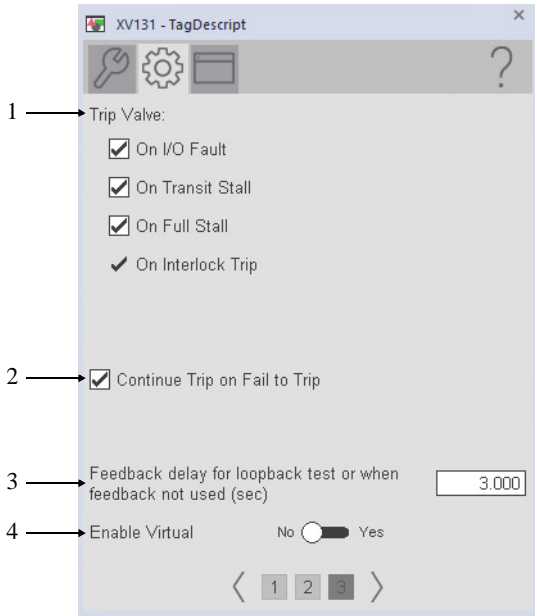 XV131 - TagDescript
×
?
1
Trip Valve:
On I/O Fault
On Transit Stall
On Full Stall
On Interlock Trip
2
Continue Trip on Fail to Trip
3
Feedback delay for loopback test or when
feedback not used (sec)
3.000
4
Enable Virtual No Yes
1 2 3